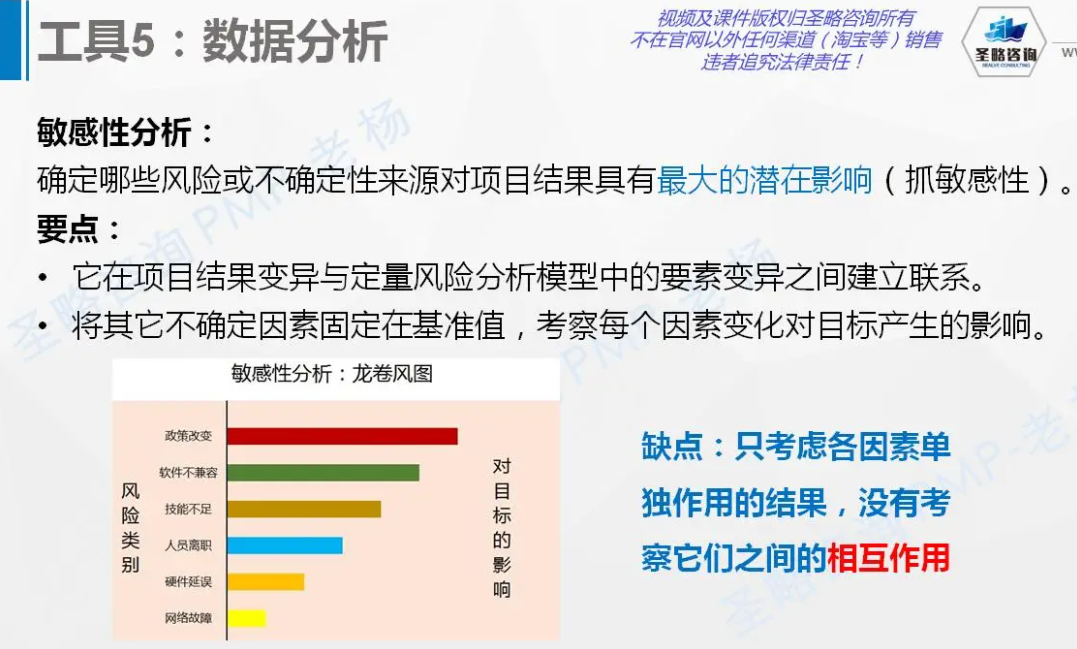 工具5：数据分析
视频及课件版权归圣略咨询所有
不在官网以外任何渠道（淘宝等）销售
违者追究法律责任！
圣略咨询
敏感性分析：
确定哪些风险或不确定性来源对项目结果具有最大的潜在影响（抓敏感性）。
要点：
• 它在项目结果变异与定量风险分析模型中的要素变异之间建立联系。
• 将其它不确定因素固定在基准值，考察每个因素变化对目标产生的影响。
敏感性分析：龙卷风图
风险类别
政策改变
软件不兼容
技能不足
人员离职
硬件延误
网络故障
对目标的影响
缺点：只考虑各因素单
独作用的结果，没有考
察它们之间的相互作用
圣略咨询PMP-老杨